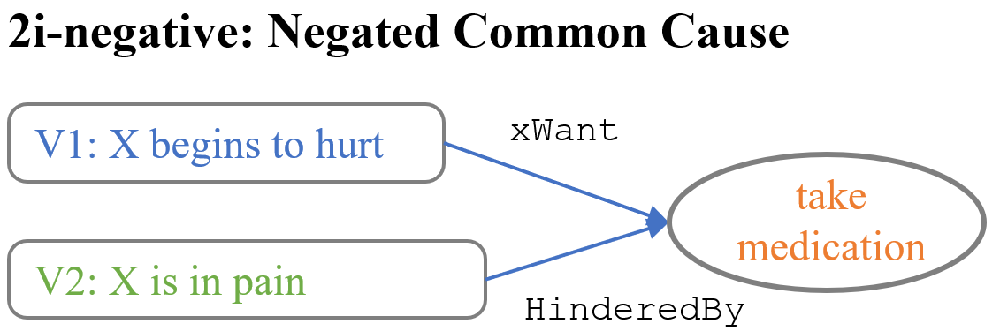 2i-negative: Negated Common Cause
V1: X begins to hurt
xWant
take
medication
V2: X is in pain
HinderedBy